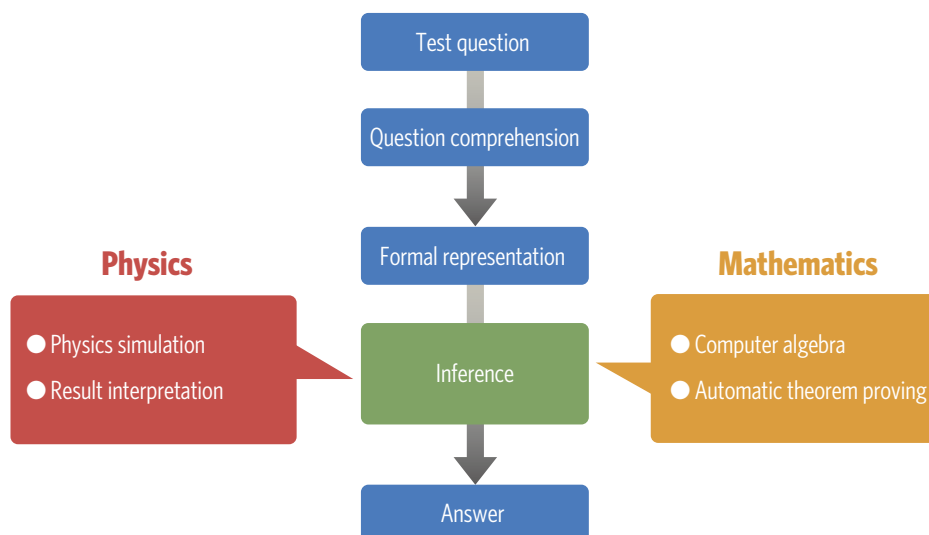 Test question
Question comprehension
Formal representation
Physics
● Physics simulation
● Result interpretation
Inference
Mathematics
● Computer algebra
● Automatic theorem proving
Answer